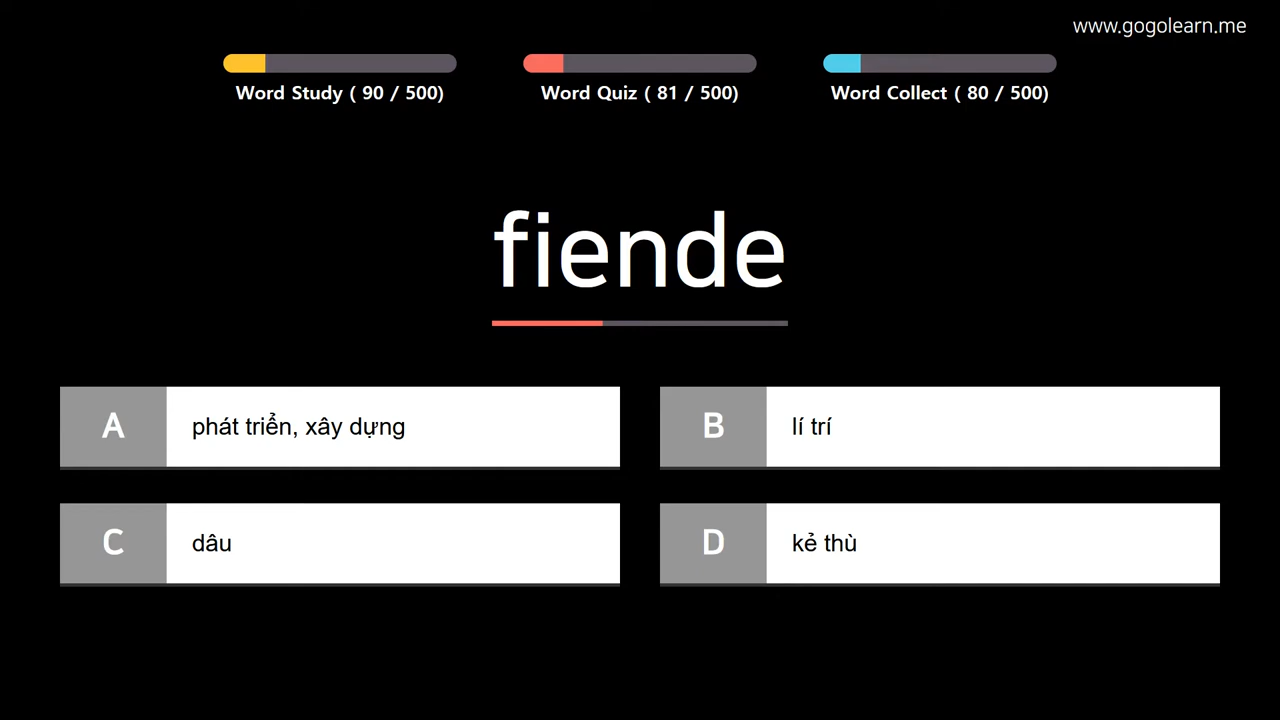 www.gogolearn.me
Word Study ( 90 / 500)
Word Quiz ( 81 / 500)
Word Collect ( 80 / 500)
fiende
A phát triển, xây dựng
B lí trí
C dâu
D kẻ thù